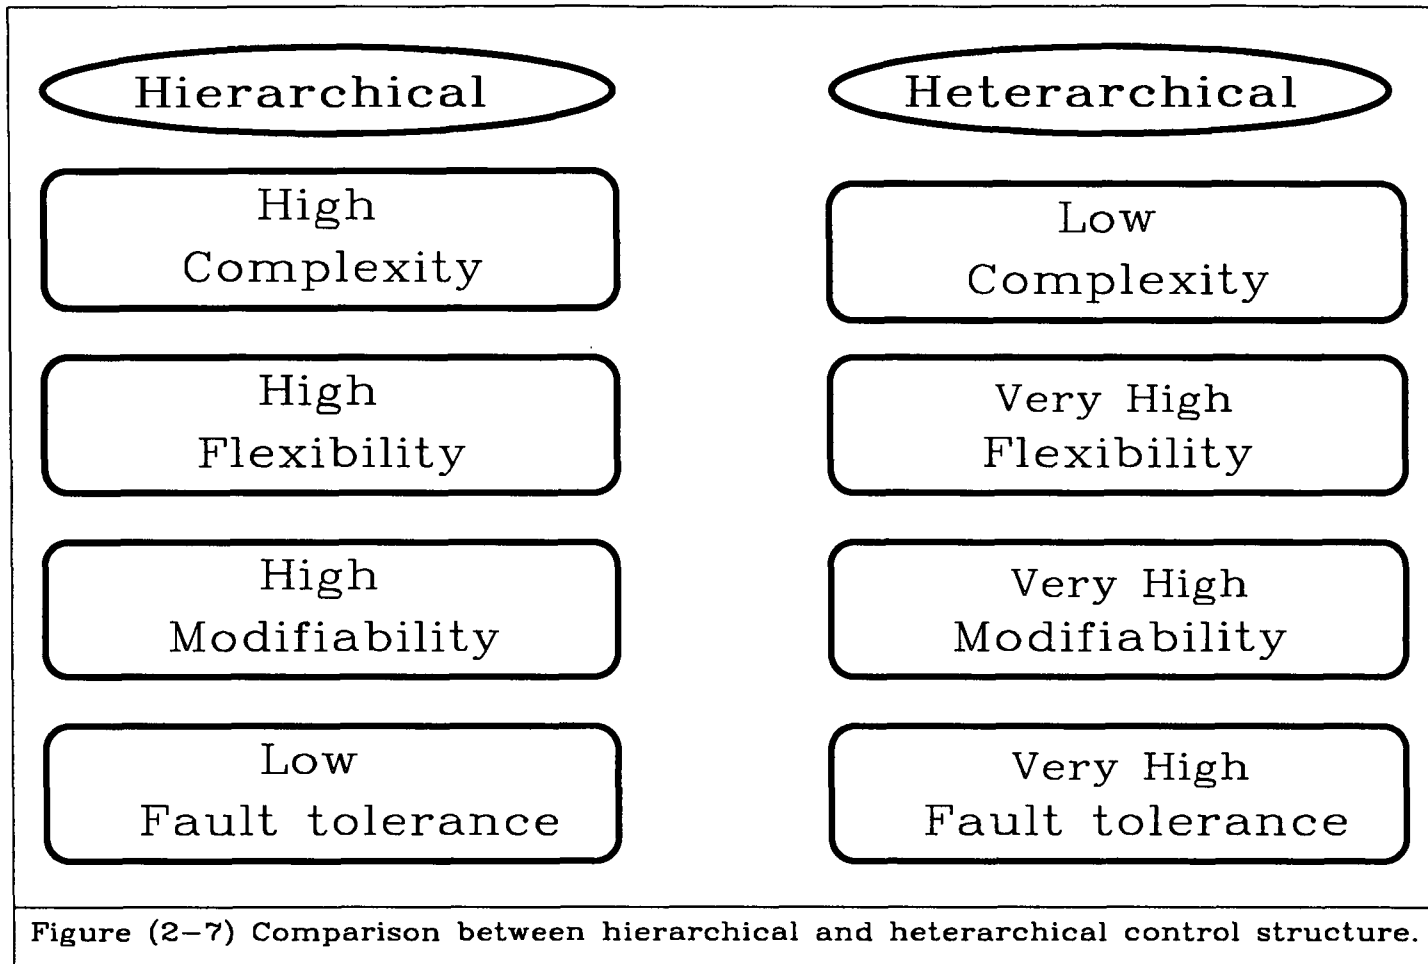 Hierarchical
High
Complexity
High
Flexibility
High
Modifiability
Low
Fault tolerance
Heterarchical
Low
Complexity
Very High
Flexibility
Very High
Modifiability
Very High
Fault tolerance
Figure (2-7) Comparison between hierarchical and heterarchical control structure.